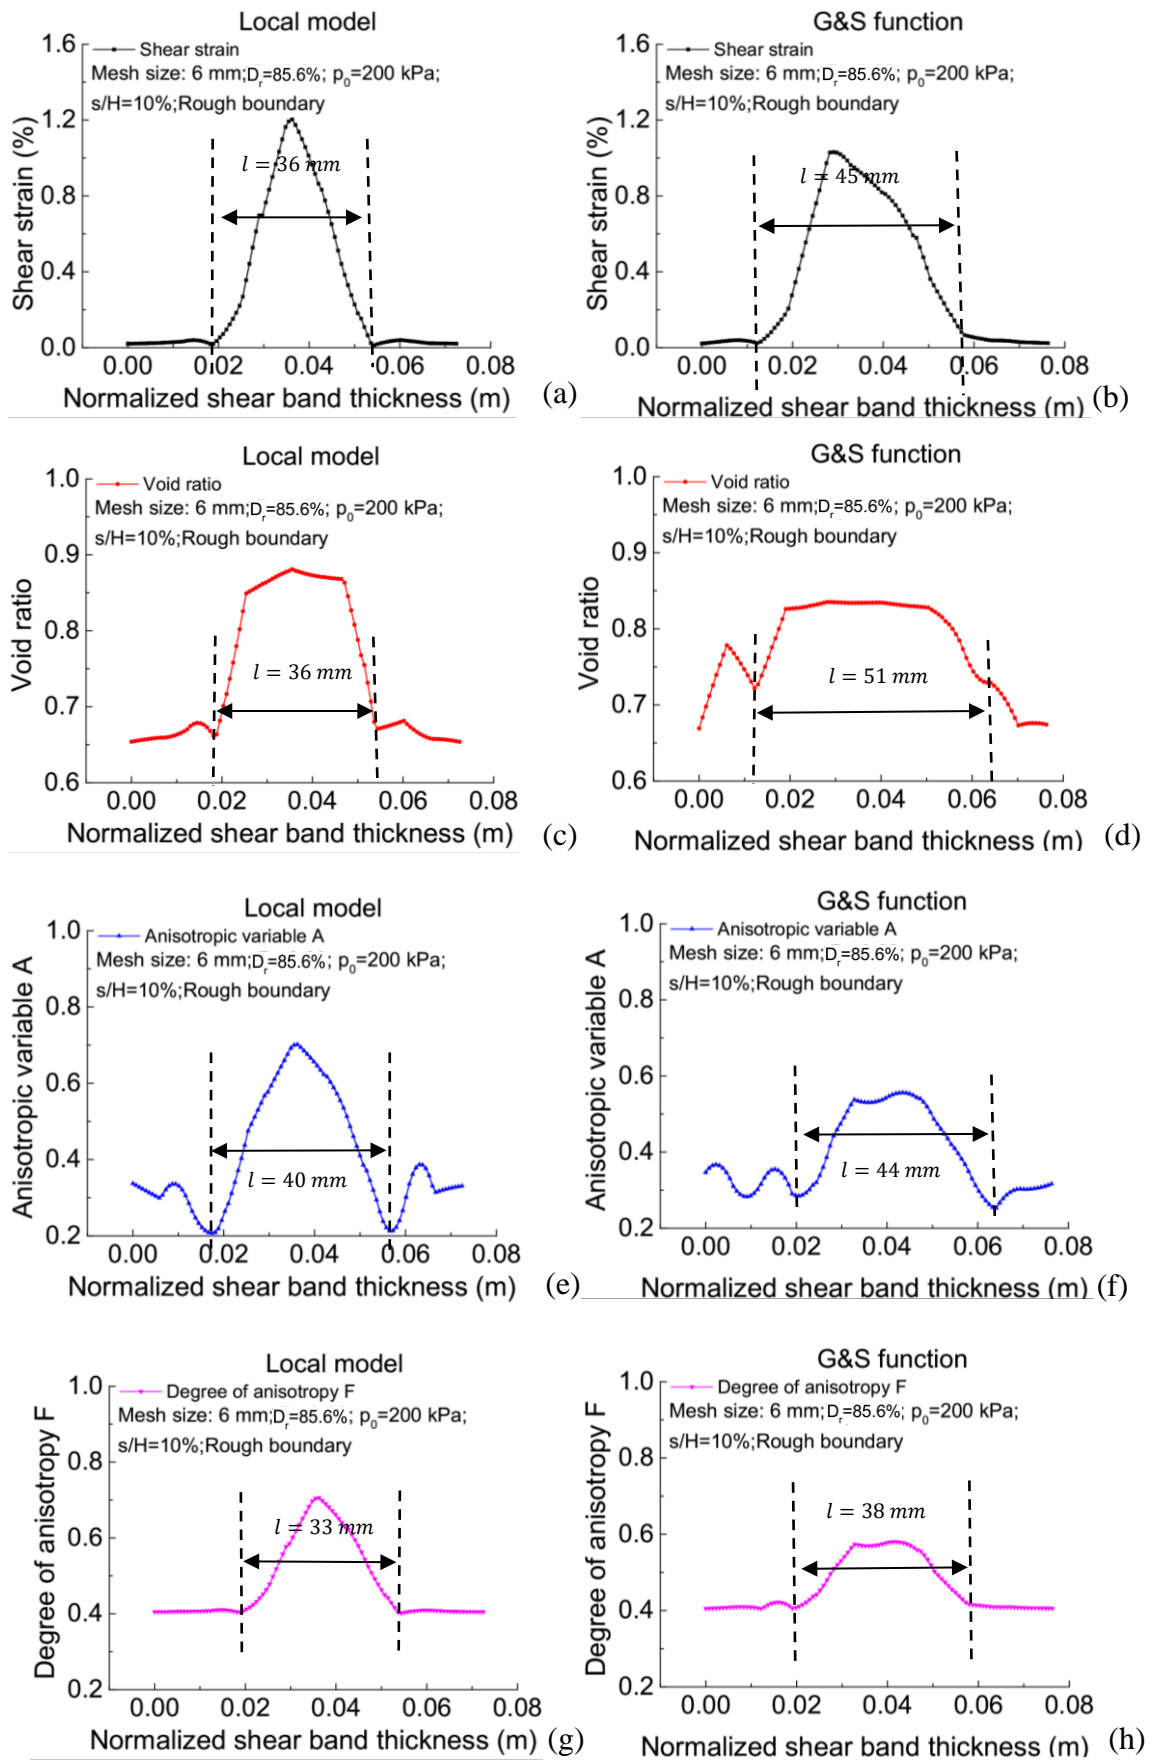 Local model
1.6
Shear strain
Mesh size: 6 mm;Dr=85.6%; p0=200 kPa;
s/H=10%;Rough boundary
1.2
l = 36 mm
0.8
0.4
0.0
Shear strain (%)
0.00 0.02 0.04 0.06 0.08
Normalized shear band thickness (m)
(a)
G&S function
1.6
Shear strain
Mesh size: 6 mm;Dr=85.6%; p0=200 kPa;
s/H=10%;Rough boundary
1.2
l = 45 mm
0.8
0.4
0.0
Shear strain (%)
0.00 0.02 0.04 0.06 0.08
Normalized shear band thickness (m)
(b)
Local model
1.0
Void ratio
Mesh size: 6 mm;Dr=85.6%; p0=200 kPa;
s/H=10%;Rough boundary
0.9
0.8
l = 36 mm
0.7
0.6
Void ratio
0.00 0.02 0.04 0.06 0.08
Normalized shear band thickness (m)
(c)
G&S function
1.0
Void ratio
Mesh size: 6 mm;Dr=85.6%; p0=200 kPa;
s/H=10%;Rough boundary
0.9
0.8
l = 51 mm
0.7
0.6
Void ratio
0.00 0.02 0.04 0.06 0.08
Normalized shear band thickness (m)
(d)
Local model
1.0
Anisotropic variable A
Mesh size: 6 mm;Dr=85.6%; p0=200 kPa;
s/H=10%;Rough boundary
0.8
0.6
0.4
l = 40 mm
0.2
Anisotropic variable A
0.00 0.02 0.04 0.06 0.08
Normalized shear band thickness (m)
(e)
G&S function
1.0
Anisotropic variable A
Mesh size: 6 mm;Dr=85.6%; p0=200 kPa;
s/H=10%;Rough boundary
0.8
0.6
0.4
l = 44 mm
0.2
Anisotropic variable A
0.00 0.02 0.04 0.06 0.08
Normalized shear band thickness (m)
(f)
Local model
1.0
Degree of anisotropy F
Mesh size: 6 mm;Dr=85.6%; p0=200 kPa;
s/H=10%;Rough boundary
0.8
0.6
l = 33 mm
0.4
0.2
Degree of anisotropy F
0.00 0.02 0.04 0.06 0.08
Normalized shear band thickness (m)
(g)
G&S function
1.0
Degree of anisotropy F
Mesh size: 6 mm;Dr=85.6%; p0=200 kPa;
s/H=10%;Rough boundary
0.8
l = 38 mm
0.6
0.4
0.2
Degree of anisotropy F
0.00 0.02 0.04 0.06 0.08
Normalized shear band thickness (m)
(h)